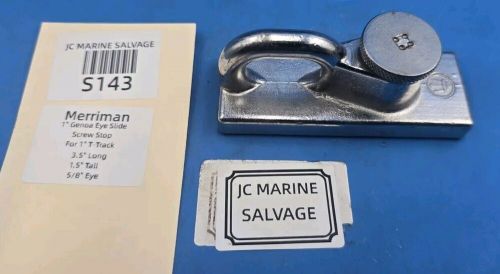 JC MARINE SALVAGE
S143
Merriman
1" Genoa Eye Slide
Screw Stop
For 1" T-Track
3.5" Long
1.5" Tall
5/8" Eye
JC MARINE
SALVAGE